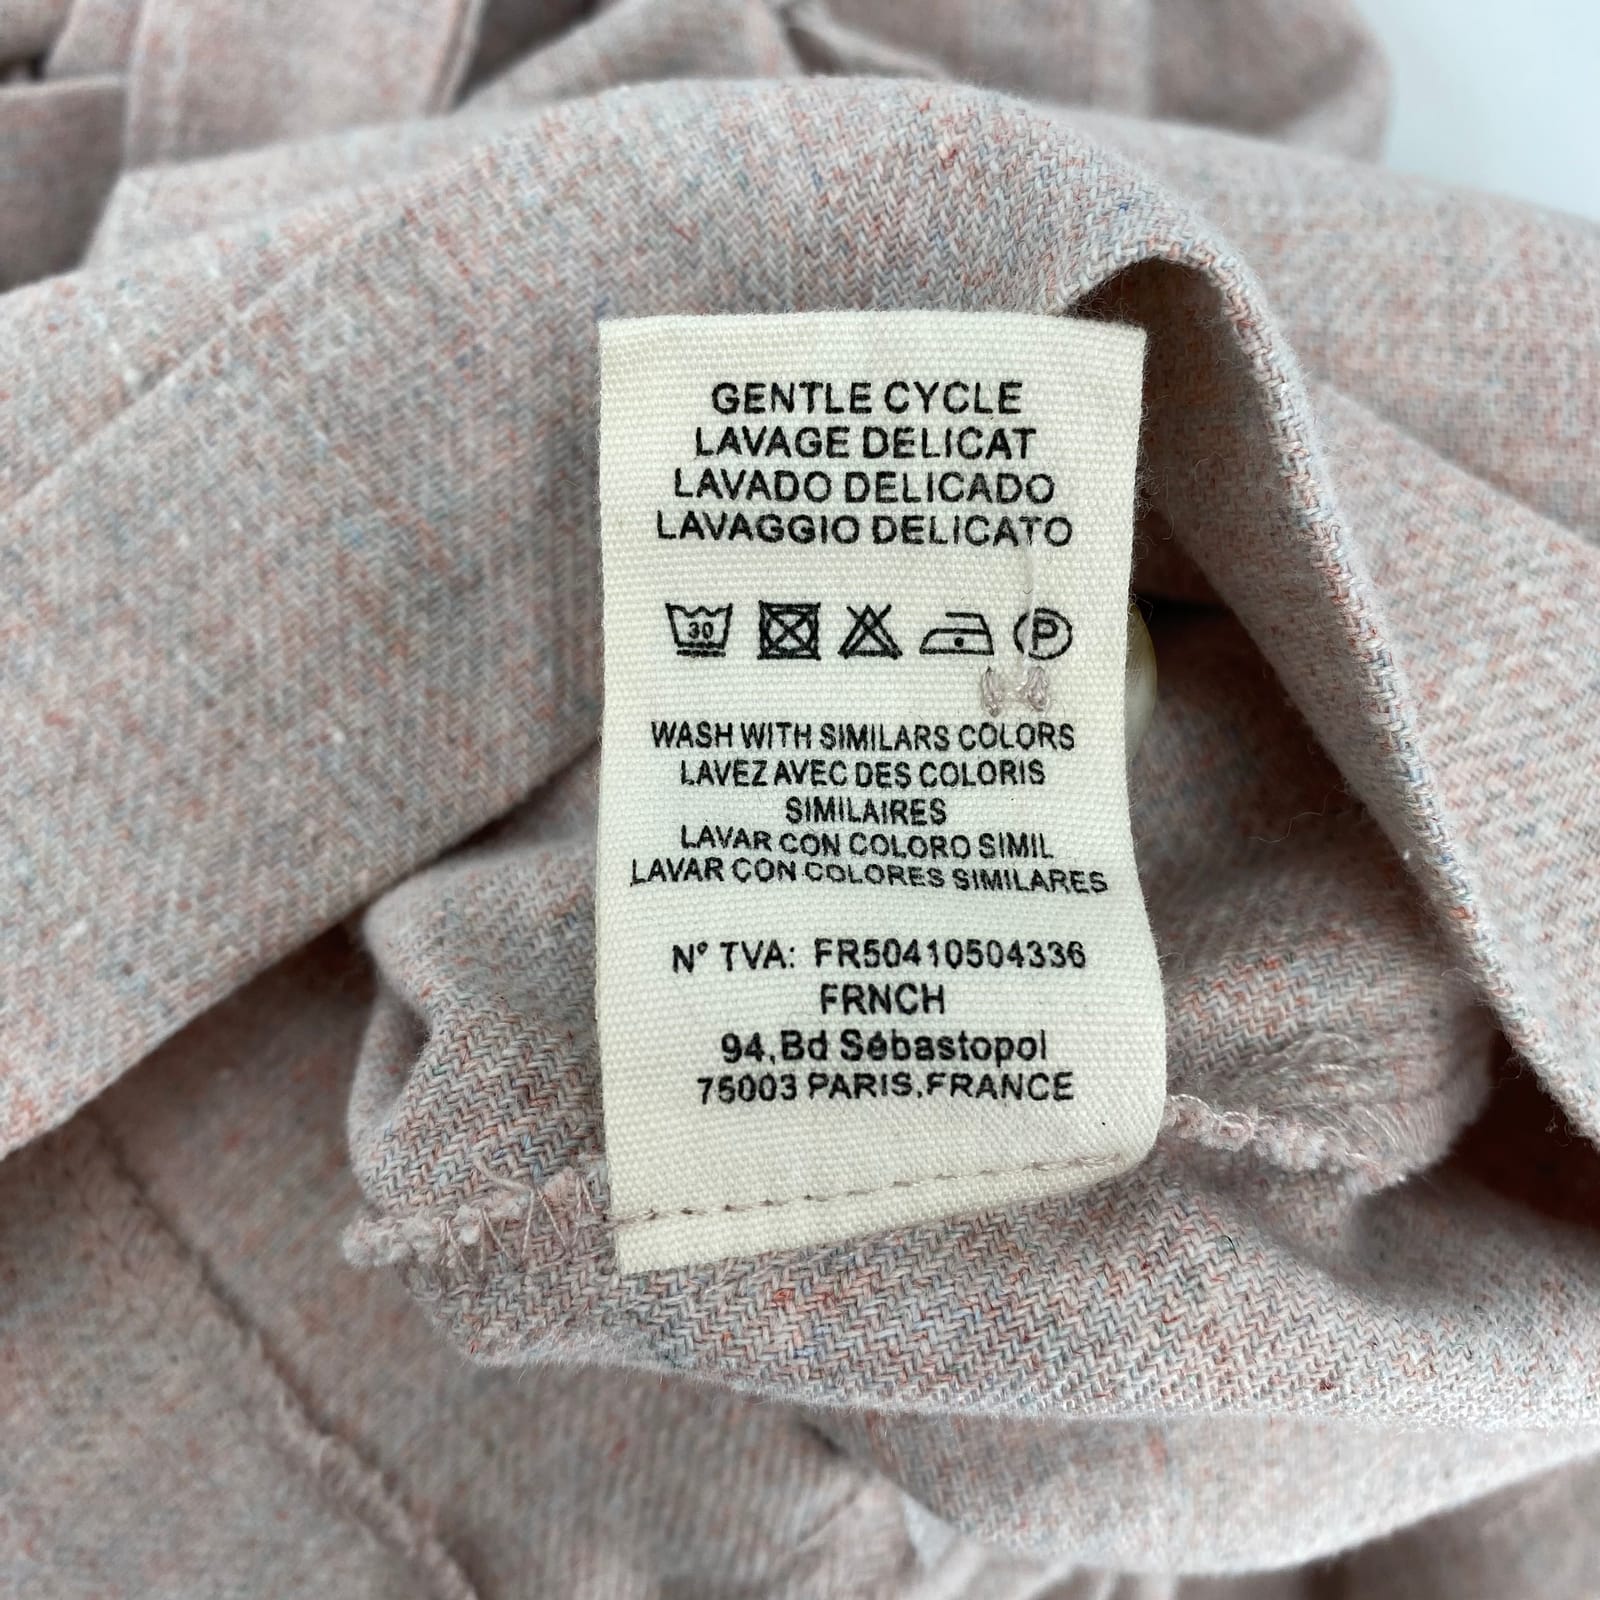 GENTLE CYCLE
LAVAGE DELICAT
LAVADO DELICADO
LAVAGGIO DELICATO
30 P
WASH WITH SIMILARS COLORS
LAVEZ AVEC DES COLORIS
SIMILAIRES
LAVAR CON COLORO SIMIL
LAVAR CON COLORES SIMILARES
N° TVA: FR50410504336
FRNCH
94,Bd Sébastopol
75003 PARIS.FRANCE